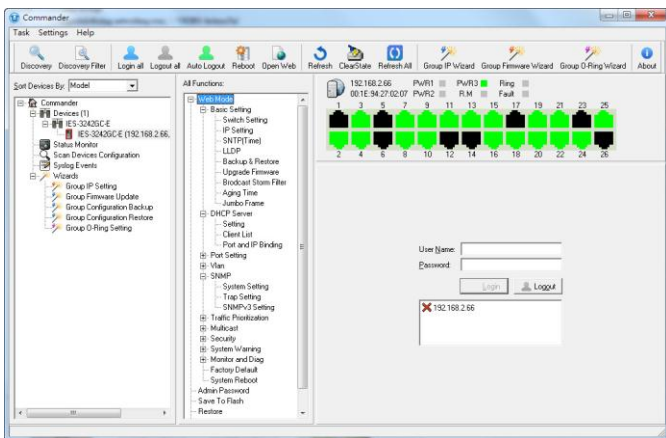 Commander
Task Settings Help
Discovery Discovery Filter Login all Logout all Auto Logout Reboot Open Web Refresh ClearState Refresh All Group IP Wizard Group Firmware Wizard Group O-Ring Wizard About
Sort Devices By: Model
Commander
Devices (1)
IES-3242GC-E
IES-3242GC-E (192.168.2.66,
Status Monitor
Scan Devices Configuration
Syslog Events
Wizards
Group IP Setting
Group Firmware Update
Group Configuration Backup
Group Configuration Restore
Group O-Ring Setting
All Functions:
Web Mode
Basic Setting
Switch Setting
IP Setting
SNTP(Time)
LLDP
Backup & Restore
Upgrade Firmware
Brodcast Storm Filter
Aging Time
Jumbo Frame
DHCP Server
Setting
Client List
Port and IP Binding
Port Setting
Vlan
SNMP
System Setting
Trap Setting
SNMPv3 Setting
Traffic Prioritization
Multicast
Security
System Warning
Monitor and Diag
Factory Default
System Reboot
Admin Password
Save To Flash
Restore
192.168.2.66 PWR1 PWR3 Ring
00:1E:94:27:02:07 PWR2 R.M Fault
1 3 5 7 9 11 13 15 17 19 21 23 25
2 4 6 8 10 12 14 16 18 20 22 24 26
User Name:
Password:
Login Logout
192.168.2.66